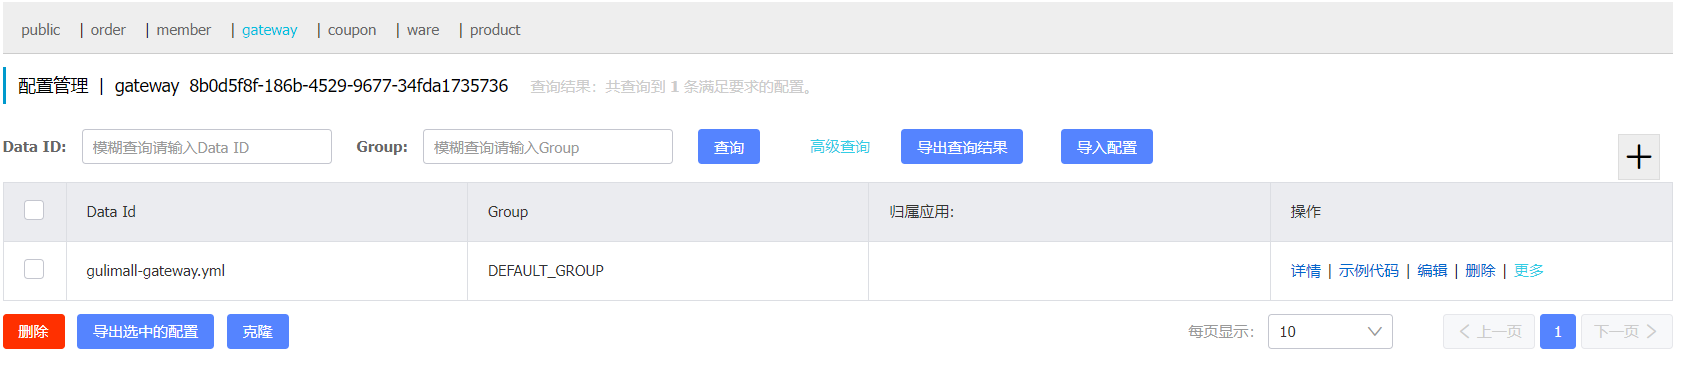 public | order | member | gateway | coupon | ware | product
配置管理 | gateway 8b0d5f8f-186b-4529-9677-34fda1735736 查询结果：共查询到 1 条满足要求的配置。
Data ID: 模糊查询请输入Data ID Group: 模糊查询请输入Group 查询 高级查询 导出查询结果 导入配置
Data Id Group 归属应用: 操作
gulimall-gateway.yml DEFAULT_GROUP 详情 | 示例代码 | 编辑 | 删除 | 更多
删除 导出选中的配置 克隆 每页显示: 10 上一页 1 下一页